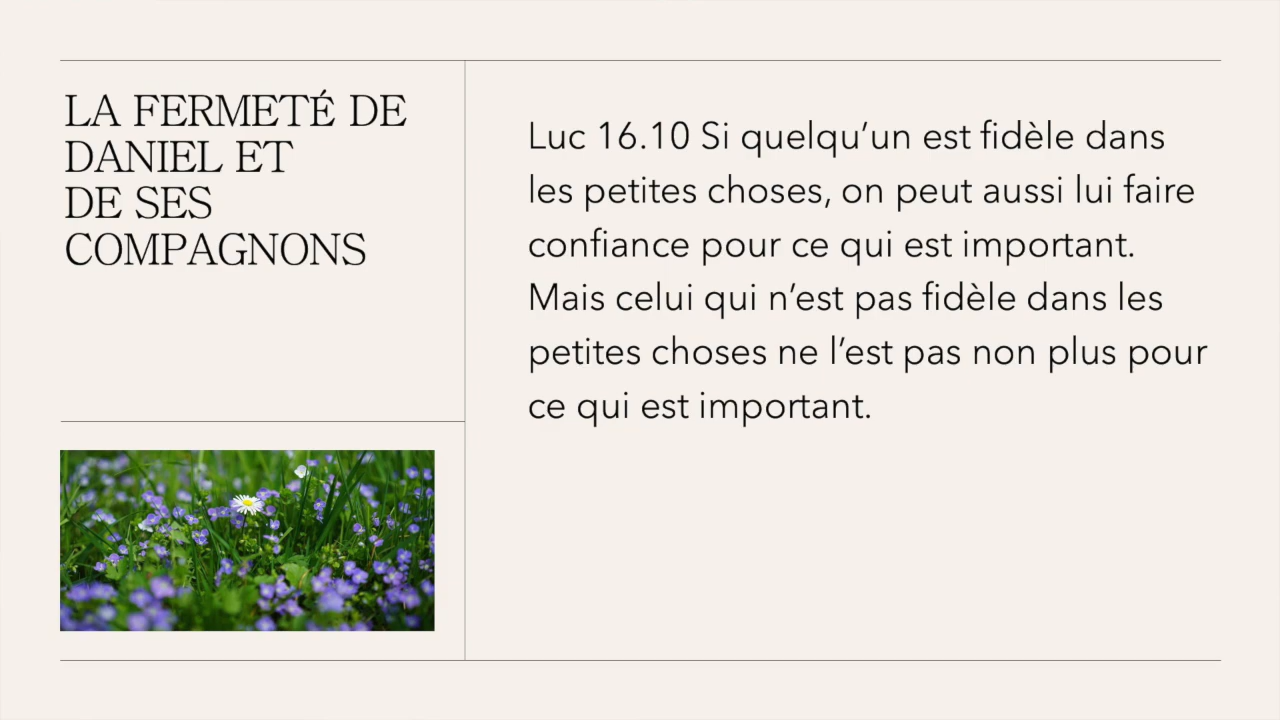 LA FERMETÉ DE
DANIEL ET
DE SES
COMPAGNONS
Luc 16.10 Si quelqu’un est fidèle dans
les petites choses, on peut aussi lui faire
confiance pour ce qui est important.
Mais celui qui n’est pas fidèle dans les
petites choses ne l’est pas non plus pour
ce qui est important.